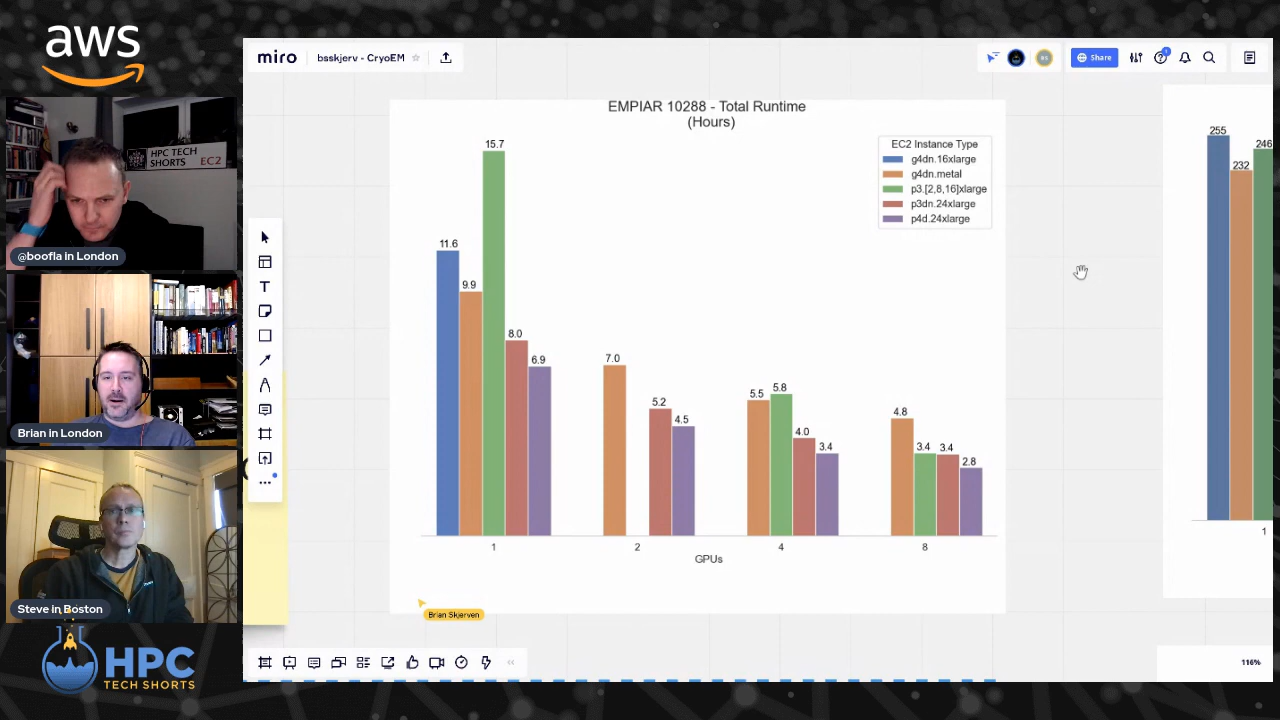 aws
HPC TECH
SHORTS
EC2
@boofla in London
Brian in London
Steve in Boston
HPC
TECH SHORTS
miro
bsskjerv - CryoEM
1
BS
Share
EMPIAR 10288 - Total Runtime
(Hours)
EC2 Instance Type
g4dn.16xlarge
g4dn.metal
p3.[2,8,16]xlarge
p3dn.24xlarge
p4d.24xlarge
11.6
9.9
15.7
8.0
6.9
7.0
5.2
4.5
5.5
5.8
4.0
3.4
4.8
3.4
3.4
2.8
1
2
4
8
GPUs
Brian Skjerven
255
232
246
1
116%